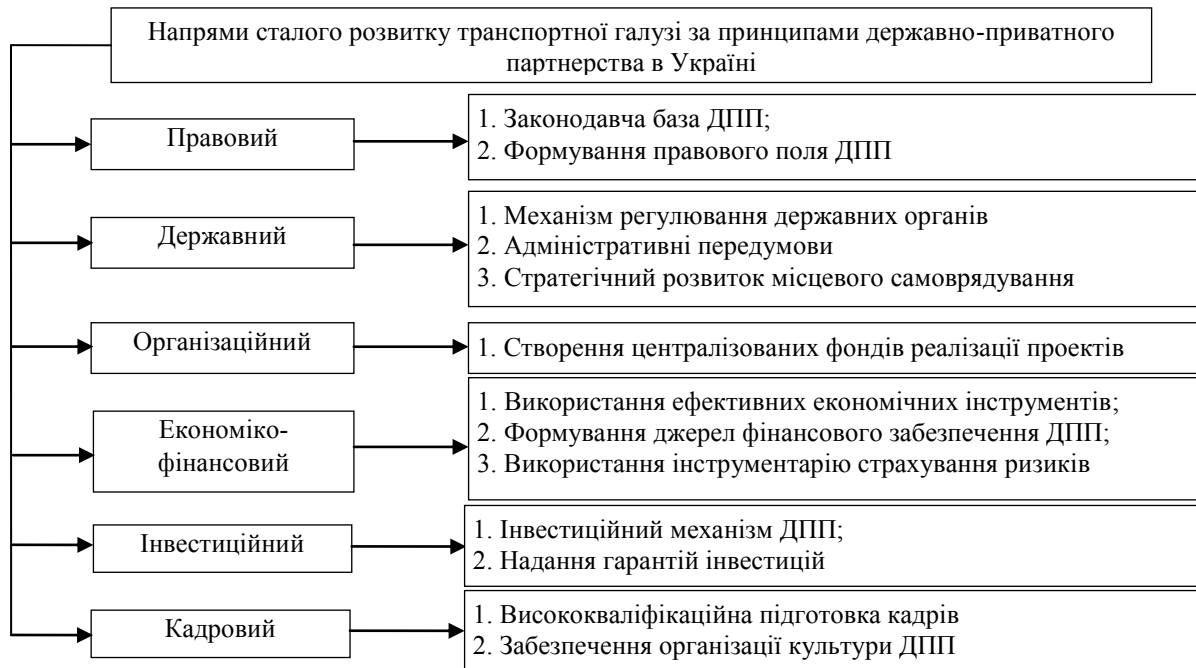 Напрями сталого розвитку транспортної галузі за принципами державно-приватного
партнерства в Україні
Правовий
1. Законодавча база ДПП;
2. Формування правового поля ДПП
Державний
1. Механізм регулювання державних органів
2. Адміністративні передумови
3. Стратегічний розвиток місцевого самоврядування
Організаційний
1. Створення централізованих фондів реалізації проектів
Економіко-
фінансовий
1. Використання ефективних економічних інструментів;
2. Формування джерел фінансового забезпечення ДПП;
3. Використання інструментарію страхування ризиків
Інвестиційний
1. Інвестиційний механізм ДПП;
2. Надання гарантій інвестицій
Кадровий
1. Висококваліфікаційна підготовка кадрів
2. Забезпечення організації культури ДПП